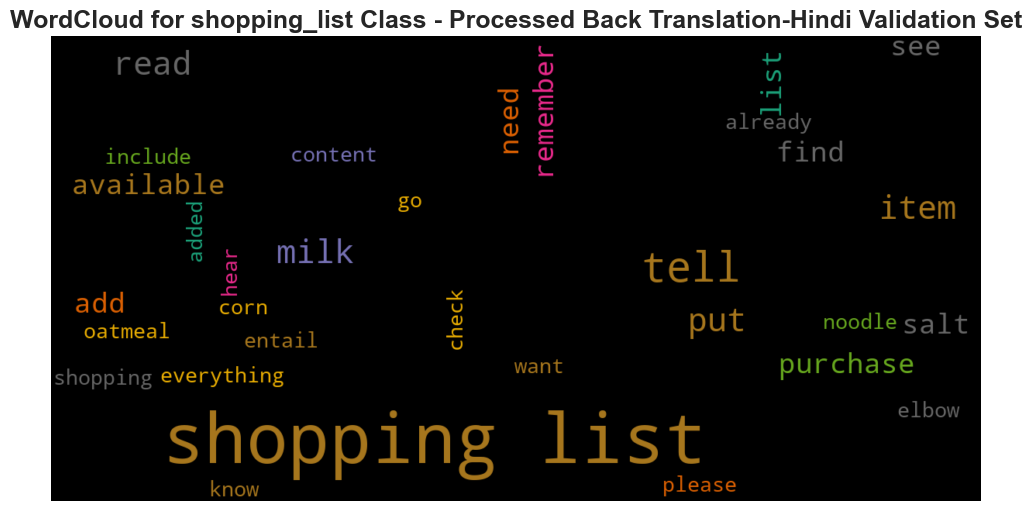 WordCloud for shopping_list Class - Processed Back Translation-Hindi Validation Set
read
see
list
remember
need
already
find
content
include
available
go
added
item
milk
hear
tell
add
corn
check
put
noodle
salt
oatmeal
entail
want
purchase
shopping
everything
elbow
shopping list
know
please